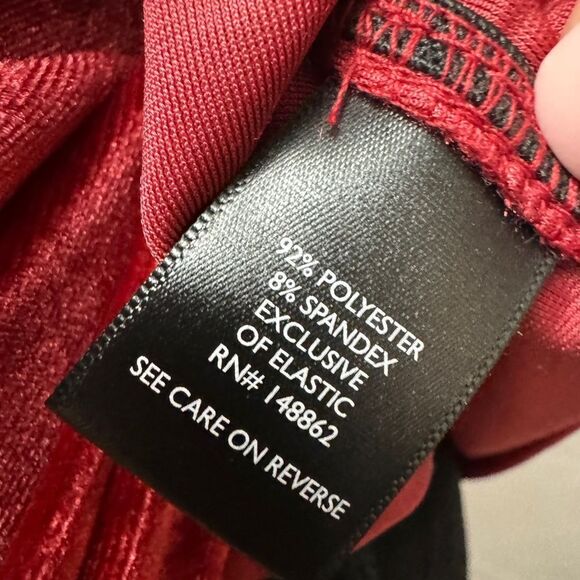 92% POLYESTER
8% SPANDEX
EXCLUSIVE
OF ELASTIC
RN# 148862
SEE CARE ON REVERSE